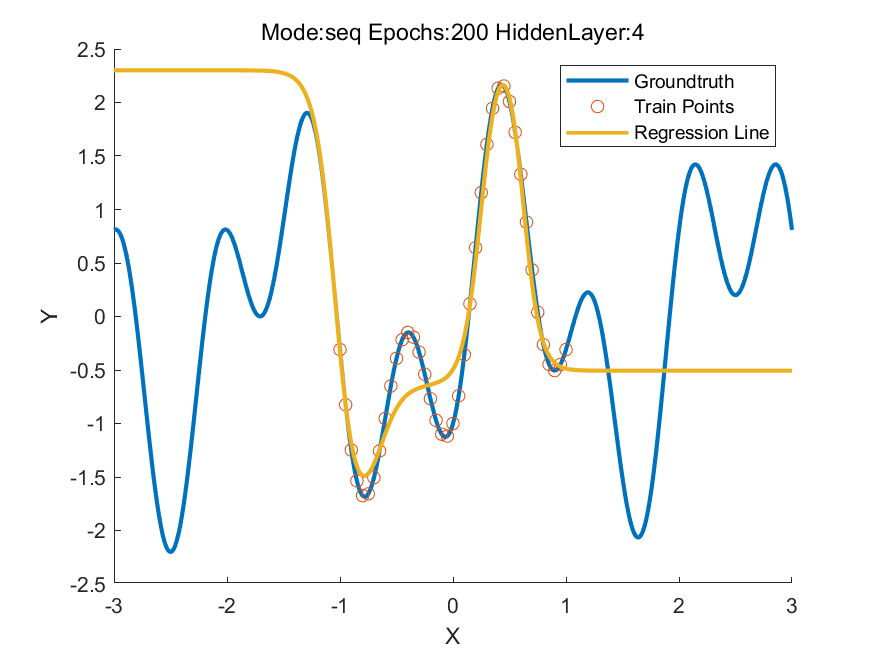 Mode:seq Epochs:200 HiddenLayer:4
Groundtruth
Train Points
Regression Line
2.5
2
1.5
1
0.5
0
-0.5
-1
-1.5
-2
-2.5
Y
-3 -2 -1 0 1 2 3
X